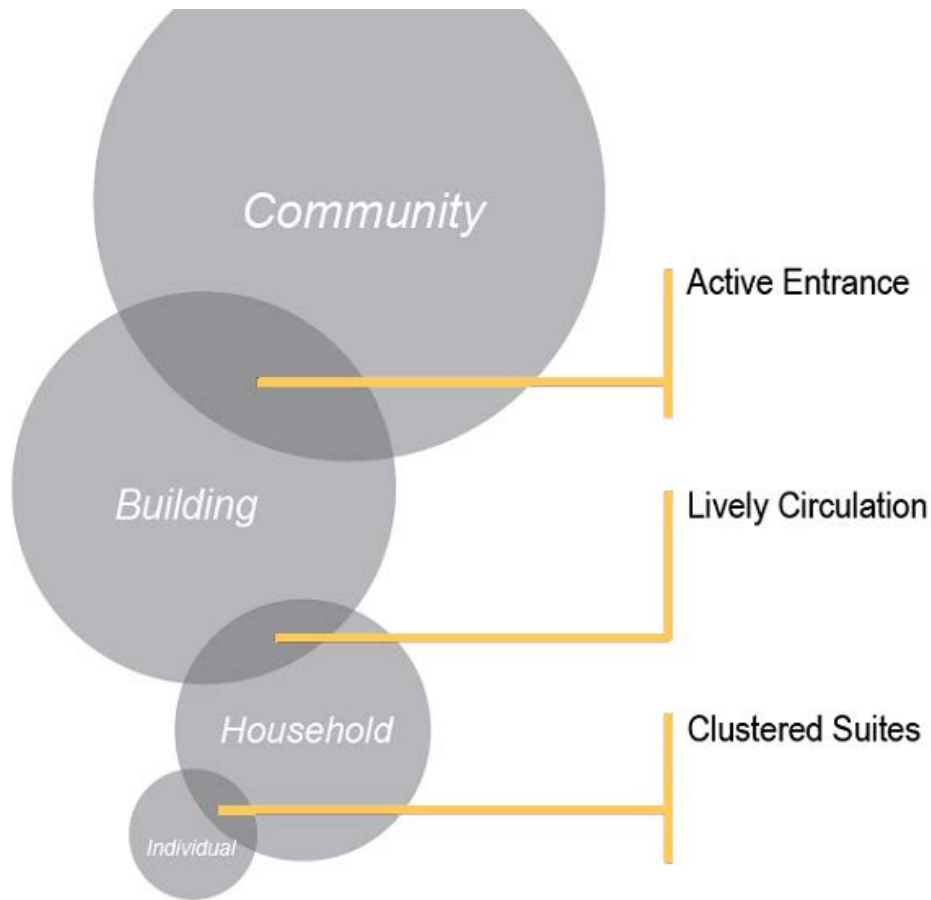 Community
Active Entrance
Building
Lively Circulation
Household
Clustered Suites
Individual